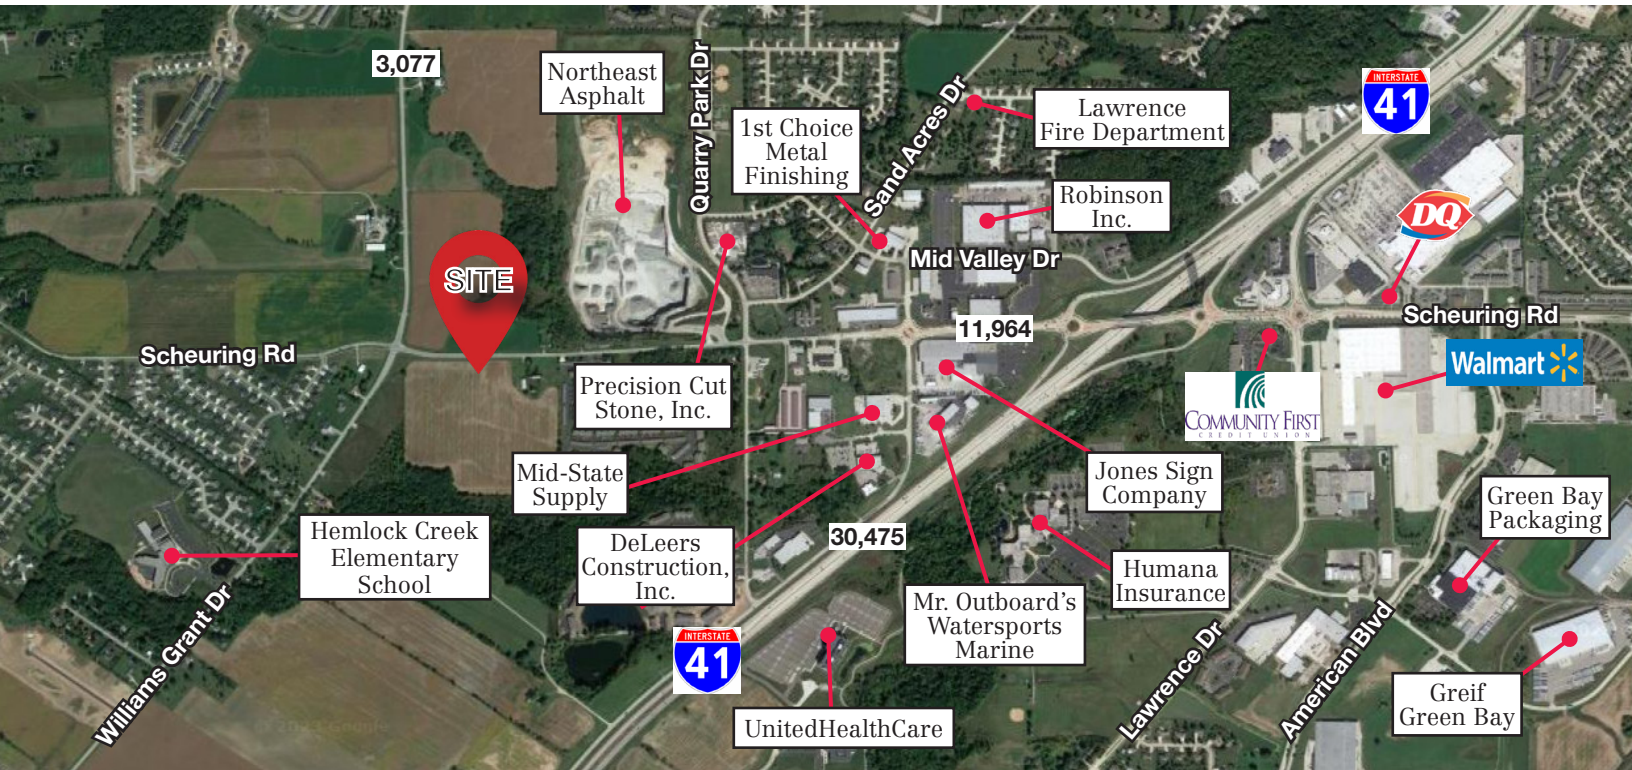 3,077
Northeast
Asphalt
Quarry Park Dr
1st Choice
Metal
Finishing
Sand Acres Dr
Lawrence
Fire Department
INTERSTATE
41
Robinson
Inc.
DQ
Mid Valley Dr
SITE
11,964
Scheuring Rd
Scheuring Rd
Walmart
Precision Cut
Stone, Inc.
COMMUNITY FIRST
CREDIT UNION
Mid-State
Supply
Jones Sign
Company
Green Bay
Packaging
Hemlock Creek
Elementary
School
DeLeers
Construction,
Inc.
30,475
Humana
Insurance
Mr. Outboard's
Watersports
Marine
Williams Grant Dr
INTERSTATE
41
Lawrence Dr
American Blvd
Greif
Green Bay
UnitedHealthCare